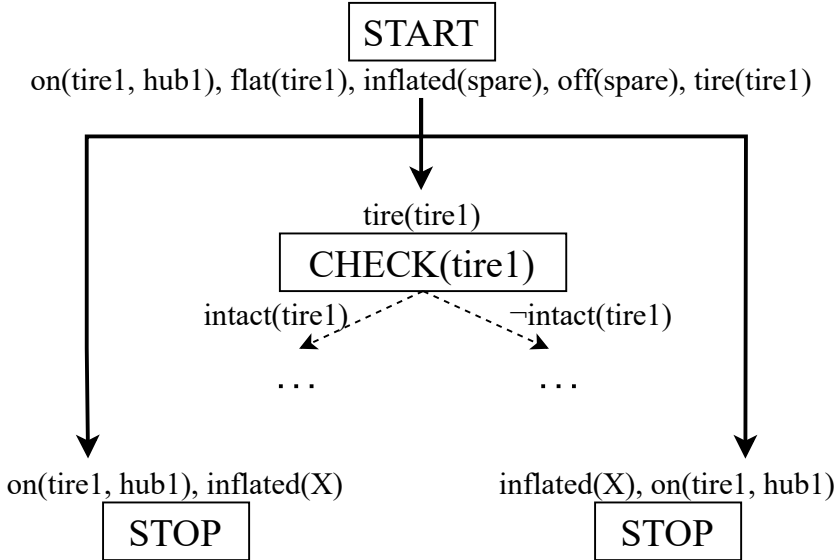 START
on(tire1, hub1), flat(tire1), inflated(spare), off(spare), tire(tire1)
tire(tire1)
CHECK(tire1)
intact(tire1) ¬intact(tire1)
... ...
on(tire1, hub1), inflated(X) inflated(X), on(tire1, hub1)
STOP STOP